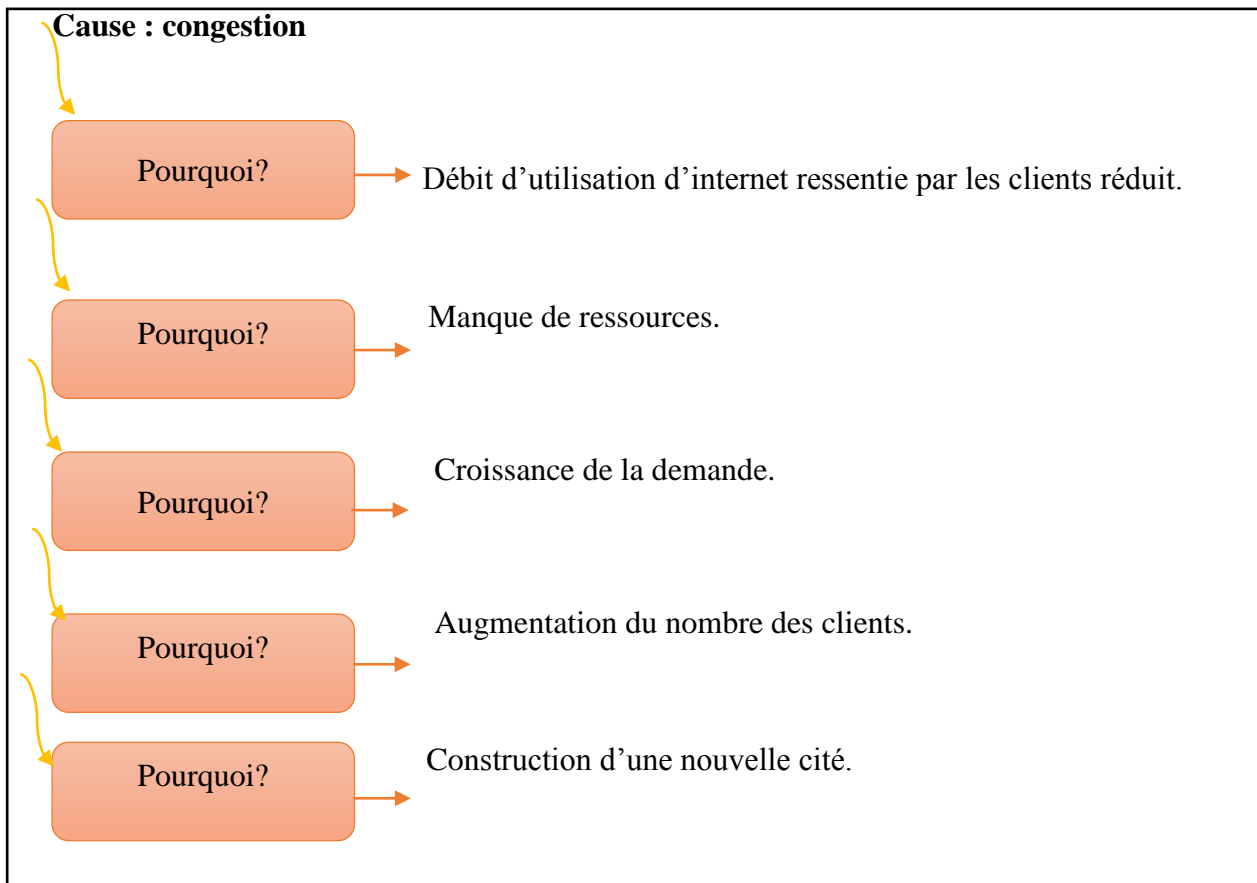 Cause : congestion
Pourquoi?
Débit d’utilisation d’internet ressentie par les clients réduit.
Pourquoi?
Manque de ressources.
Pourquoi?
Croissance de la demande.
Pourquoi?
Augmentation du nombre des clients.
Pourquoi?
Construction d’une nouvelle cité.